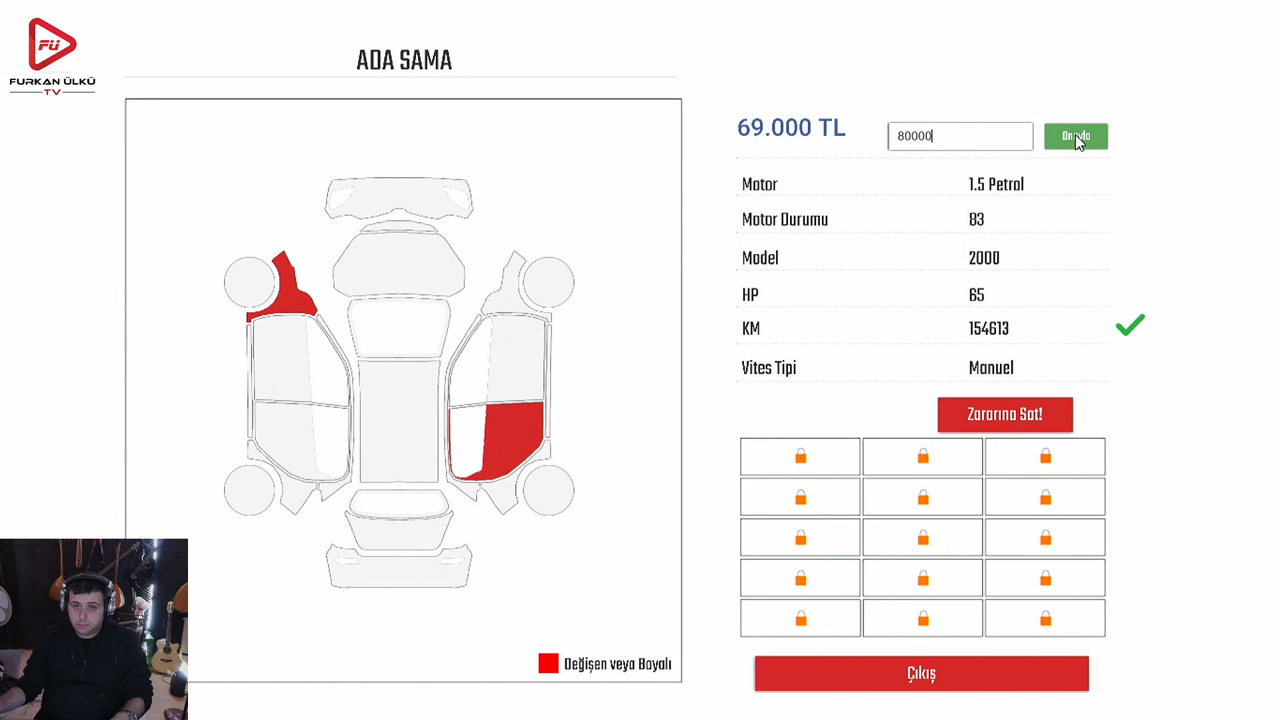 FU
FURKAN ÜLKÜ
TV
ADA SAMA
69.000 TL
80000
Motor
1.5 Petrol
Motor Durumu
83
Model
2000
HP
65
KM
154613
Vites Tipi
Manuel
Zararına Sat!
Değişen veya Boyalı
Çıkış